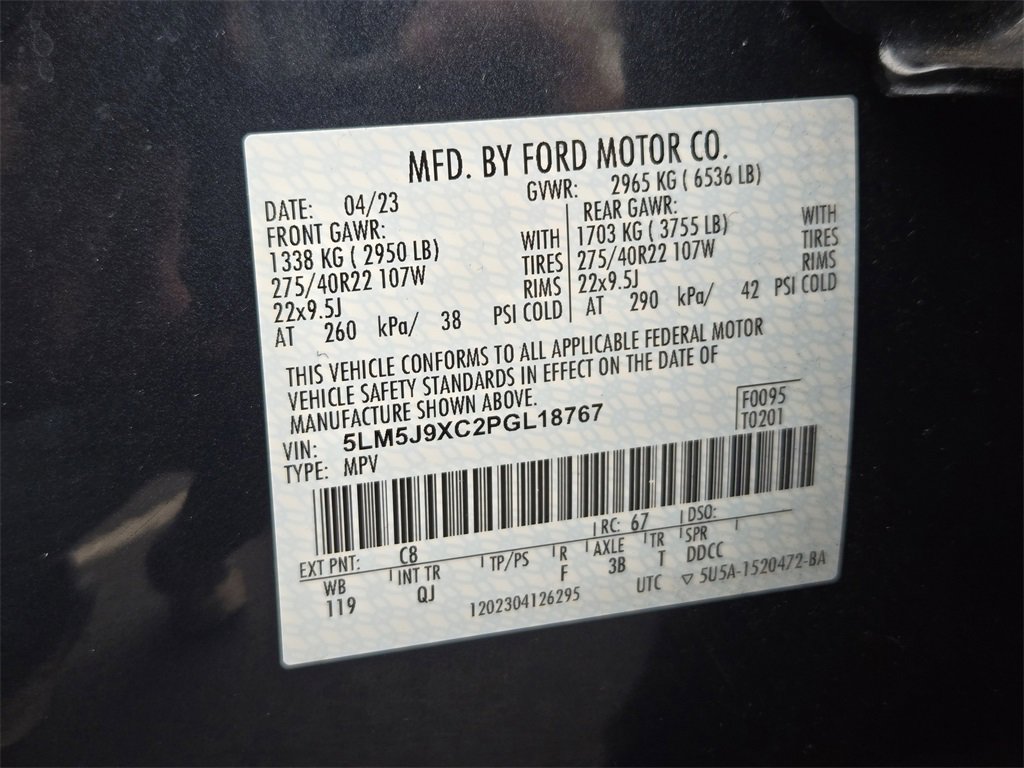 MFD. BY FORD MOTOR CO.
DATE: 04/23 GVWR: 2965 KG ( 6536 LB)
FRONT GAWR: REAR GAWR:
1338 KG ( 2950 LB) WITH 1703 KG ( 3755 LB) WITH
275/40R22 107W TIRES 275/40R22 107W TIRES
22x9.5J RIMS 22x9.5J RIMS
AT 260 kPa/ 38 PSI COLD AT 290 kPa/ 42 PSI COLD
THIS VEHICLE CONFORMS TO ALL APPLICABLE FEDERAL MOTOR
VEHICLE SAFETY STANDARDS IN EFFECT ON THE DATE OF
MANUFACTURE SHOWN ABOVE.
VIN: 5LM5J9XC2PGL18767 F0095
TYPE: MPV T0201
EXT PNT: C8 RC: 67 DSO:
WB INT TR TP/PS R AXLE TR SPR
119 QJ F 3B T DDCC
1202304126295 UTC ▽ 5U5A-1520472-BA